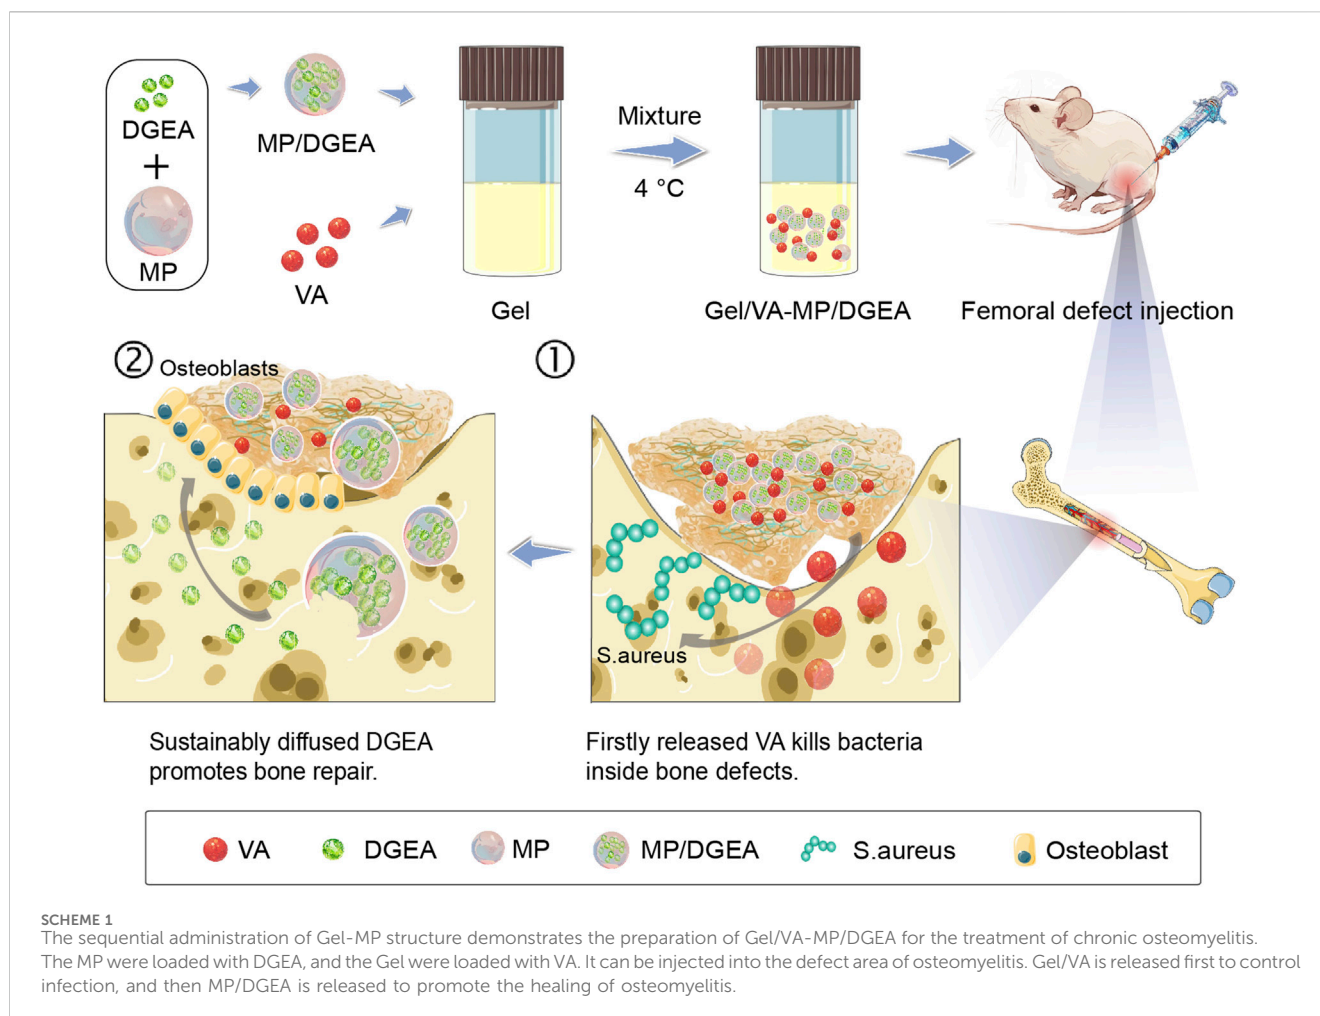 DGEA
+
MP
MP/DGEA
VA
Gel
Mixture
4 °C
Gel/VA-MP/DGEA
Femoral defect injection
② Osteoblasts
①
S.aureus
Sustainably diffused DGEA
promotes bone repair.
Firstly released VA kills bacteria
inside bone defects.
VA DGEA MP MP/DGEA S.aureus Osteoblast
SCHEME 1
The sequential administration of Gel-MP structure demonstrates the preparation of Gel/VA-MP/DGEA for the treatment of chronic osteomyelitis.
The MP were loaded with DGEA, and the Gel were loaded with VA. It can be injected into the defect area of osteomyelitis. Gel/VA is released first to control
infection, and then MP/DGEA is released to promote the healing of osteomyelitis.